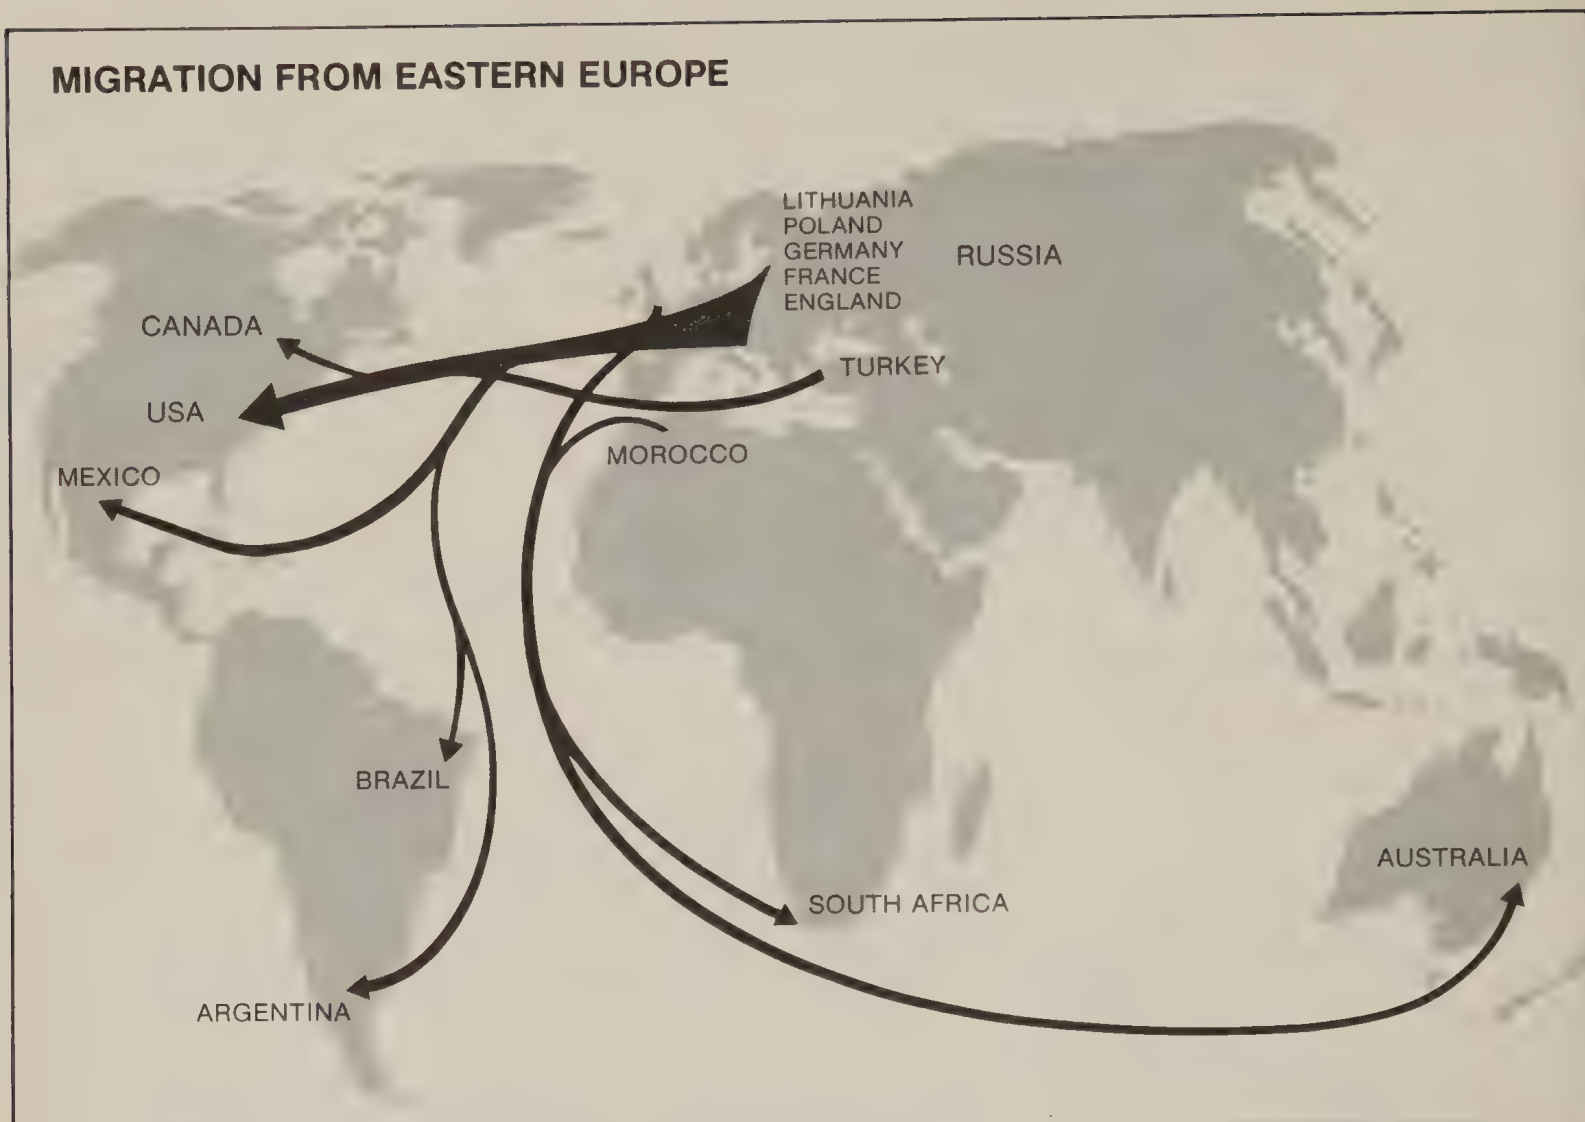 MIGRATION FROM EASTERN EUROPE
LITHUANIA
POLAND
GERMANY
FRANCE
ENGLAND
RUSSIA
CANADA
TURKEY
USA
MOROCCO
MEXICO
BRAZIL
AUSTRALIA
SOUTH AFRICA
ARGENTINA